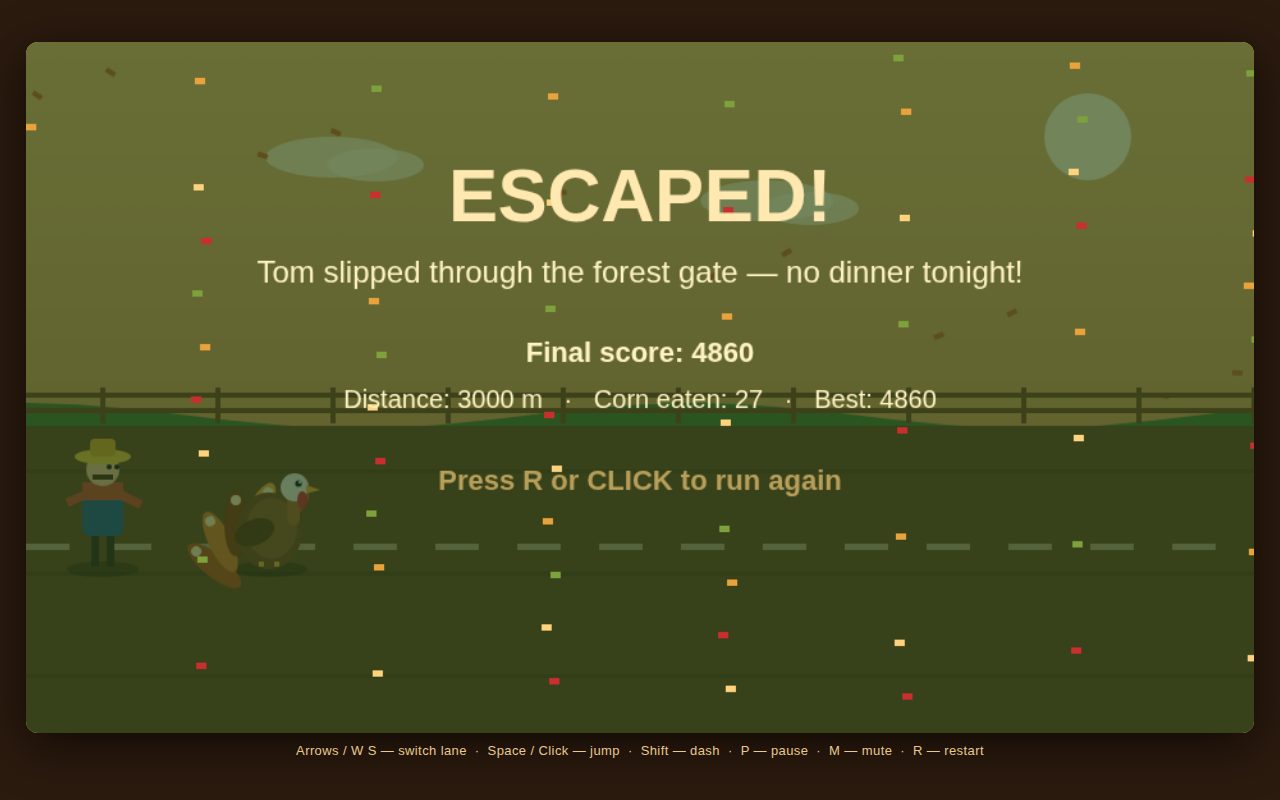 ESCAPED!
Tom slipped through the forest gate — no dinner tonight!
Final score: 4860
Distance: 3000 m · Corn eaten: 27 · Best: 4860
Press R or CLICK to run again
Arrows / W S — switch lane · Space / Click — jump · Shift — dash · P — pause · M — mute · R — restart